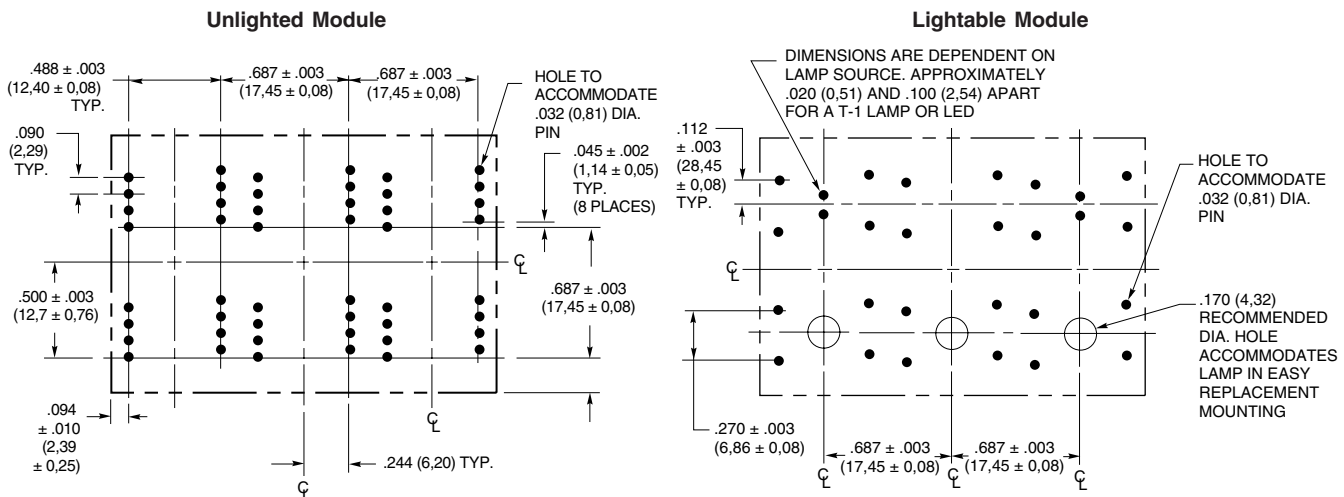 Unlighted Module
.488 ± .003
(12,40 ± 0,08)
TYP.
.687 ± .003
(17,45 ± 0,08)
.687 ± .003
(17,45 ± 0,08)
HOLE TO
ACCOMMODATE
.032 (0,81) DIA.
PIN
.090
(2,29)
TYP.
.045 ± .002
(1,14 ± 0,05)
TYP.
(8 PLACES)
℄
.500 ± .003
(12,7 ± 0,76)
.687 ± .003
(17,45 ± 0,08)
.094
± .010
(2,39
± 0,25)
℄
.244 (6,20) TYP.
℄
Lightable Module
DIMENSIONS ARE DEPENDENT ON
LAMP SOURCE. APPROXIMATELY
.020 (0,51) AND .100 (2,54) APART
FOR A T-1 LAMP OR LED
.112
± .003
(28,45
± 0,08)
TYP.
HOLE TO
ACCOMMODATE
.032 (0,81) DIA.
PIN
℄
.170 (4,32)
RECOMMENDED
DIA. HOLE
ACCOMMODATES
LAMP IN EASY
REPLACEMENT
MOUNTING
.270 ± .003
(6,86 ± 0,08)
.687 ± .003
(17,45 ± 0,08)
.687 ± .003
(17,45 ± 0,08)
℄ ℄ ℄